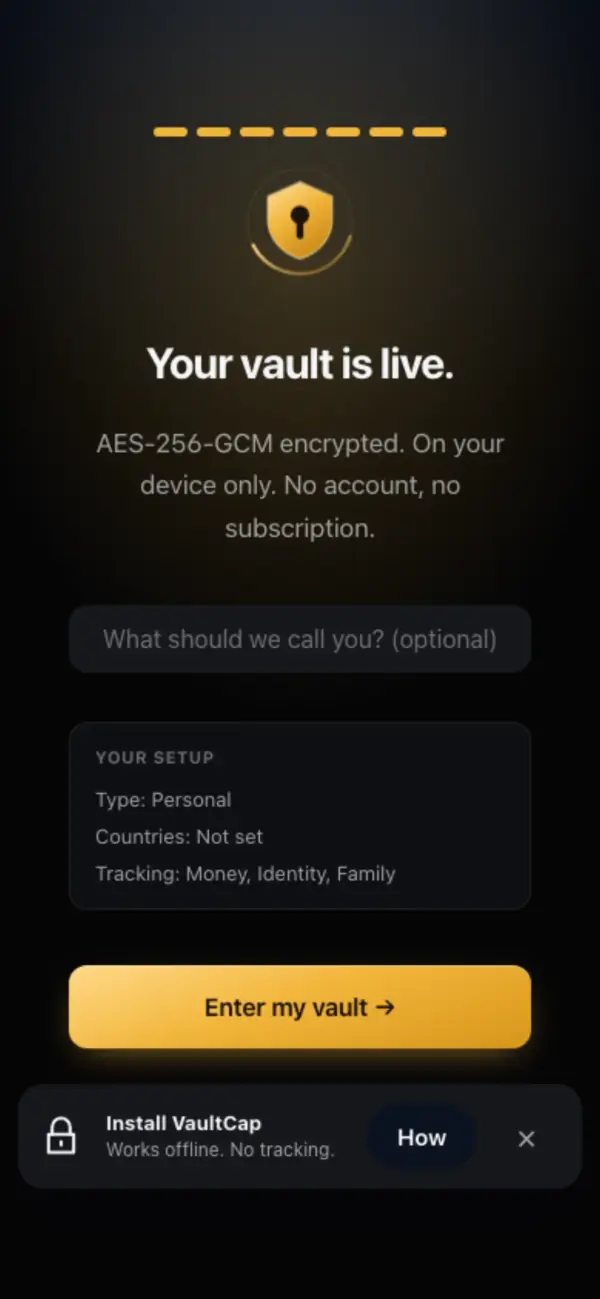 Your vault is live.
AES-256-GCM encrypted. On your
device only. No account, no
subscription.
What should we call you? (optional)
YOUR SETUP
Type: Personal
Countries: Not set
Tracking: Money, Identity, Family
Enter my vault →
Install VaultCap
Works offline. No tracking.
How
×